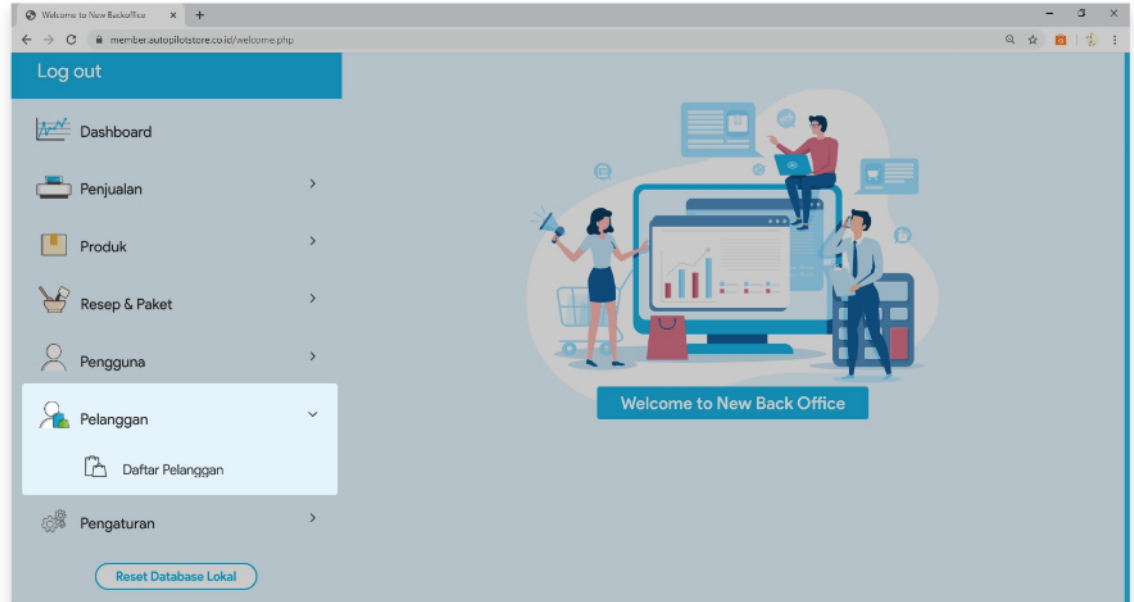 Welcome to New Backoffice
member.autopilotstore.co.id/welcome.php
Log out
Dashboard
Penjualan
Produk
Resep & Paket
Pengguna
Pelanggan
Daftar Pelanggan
Pengaturan
Reset Database Lokal
Welcome to New Back Office